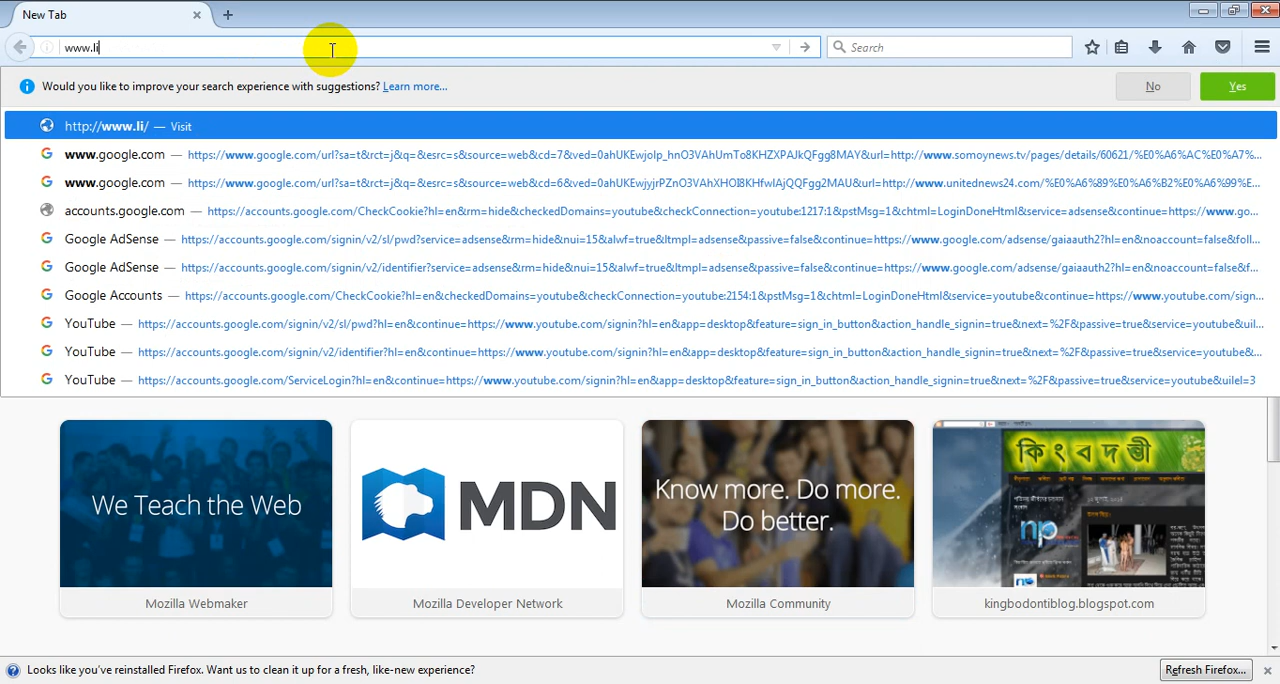 New Tab
www.li
Search
Would you like to improve your search experience with suggestions? Learn more...
No
Yes
http://www.li/ — Visit
www.google.com — https://www.google.com/url?sa=t&rct=j&q=&esrc=s&source=web&cd=7&ved=0ahUKEwjolp_hnO3VAhUmTo8KHZXPAJkQFgg8MAY&url=http://www.somoynews.tv/pages/details/60621/%E0%A6%AC%E0%A7%...
www.google.com — https://www.google.com/url?sa=t&rct=j&q=&esrc=s&source=web&cd=6&ved=0ahUKEwjyjrPZnO3VAhXHOI8KHfwIAjQQFgg2MAU&url=http://www.unitednews24.com/%E0%A6%89%E0%A6%B2%E0%A6%99%E...
accounts.google.com — https://accounts.google.com/CheckCookie?hl=en&rm=hide&checkedDomains=youtube&checkConnection=youtube:1217:1&pstMsg=1&chtml=LoginDoneHtml&service=adsense&continue=https://www.go...
Google AdSense — https://accounts.google.com/signin/v2/sl/pwd?service=adsense&rm=hide&nui=15&alwf=true&ltmpl=adsense&passive=false&continue=https://www.google.com/adsense/gaiaauth2?hl=en&noaccount=false&foll...
Google AdSense — https://accounts.google.com/signin/v2/identifier?service=adsense&rm=hide&nui=15&alwf=true&ltmpl=adsense&passive=false&continue=https://www.google.com/adsense/gaiaauth2?hl=en&noaccount=false&f...
Google Accounts — https://accounts.google.com/CheckCookie?hl=en&checkedDomains=youtube&checkConnection=youtube:2154:1&pstMsg=1&chtml=LoginDoneHtml&service=youtube&continue=https://www.youtube.com/sign...
YouTube — https://accounts.google.com/signin/v2/sl/pwd?hl=en&continue=https://www.youtube.com/signin?hl=en&app=desktop&feature=sign_in_button&action_handle_signin=true&next=%2F&passive=true&service=youtube&uil...
YouTube — https://accounts.google.com/signin/v2/identifier?hl=en&continue=https://www.youtube.com/signin?hl=en&app=desktop&feature=sign_in_button&action_handle_signin=true&next=%2F&passive=true&service=youtube&...
YouTube — https://accounts.google.com/ServiceLogin?hl=en&continue=https://www.youtube.com/signin?hl=en&app=desktop&feature=sign_in_button&action_handle_signin=true&next=%2F&passive=true&service=youtube&uilel=3
We Teach the Web
MDN
Know more. Do more.
Do better.
কিংবদন্তী
np
Mozilla Webmaker
Mozilla Developer Network
Mozilla Community
kingbodontiblog.blogspot.com
Looks like you've reinstalled Firefox. Want us to clean it up for a fresh, like-new experience?
Refresh Firefox...